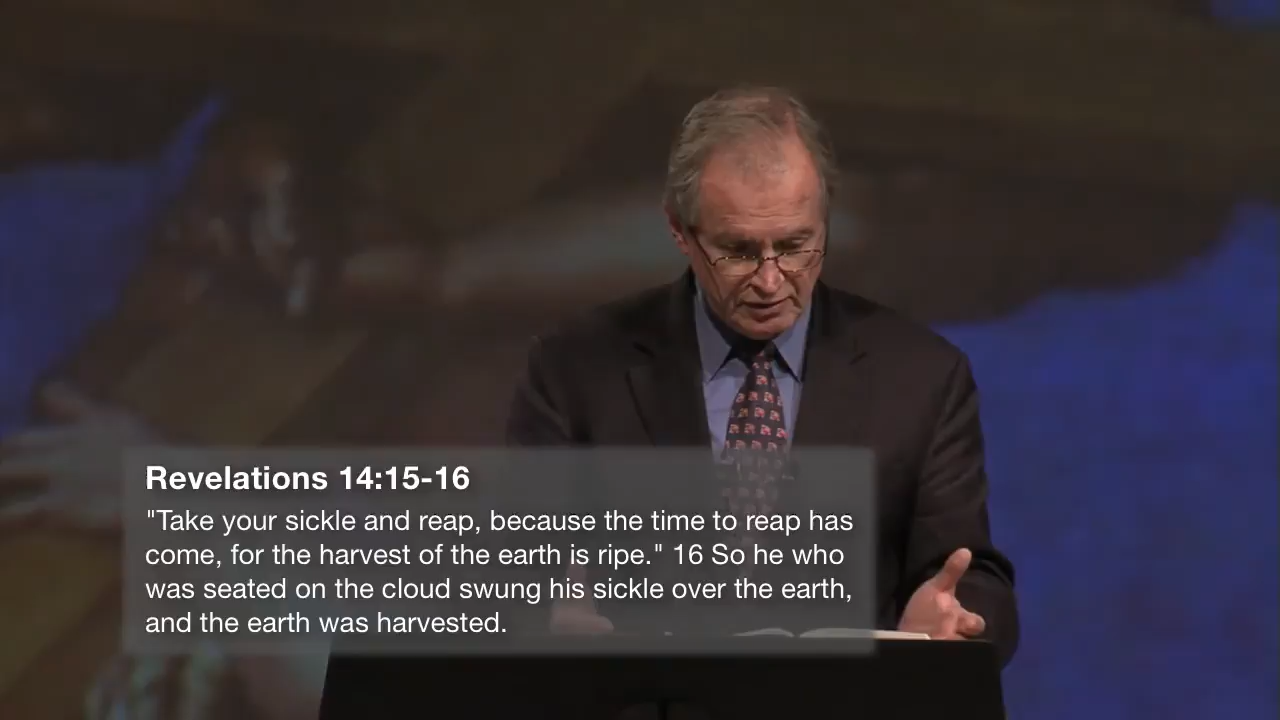 Revelations 14:15-16
"Take your sickle and reap, because the time to reap has
come, for the harvest of the earth is ripe." 16 So he who
was seated on the cloud swung his sickle over the earth,
and the earth was harvested.